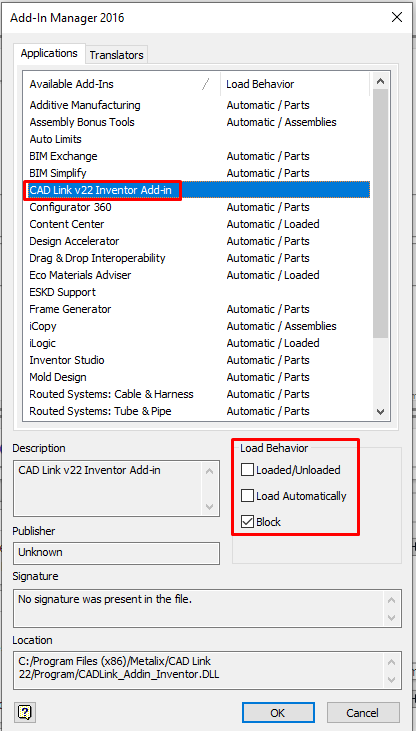 Add-In Manager 2016
Applications Translators
Available Add-Ins / Load Behavior
Additive Manufacturing Automatic / Parts
Assembly Bonus Tools Automatic / Assemblies
Auto Limits
BIM Exchange Automatic / Parts
BIM Simplify Automatic / Parts
CAD Link v22 Inventor Add-in
Configurator 360 Automatic / Parts
Content Center Automatic / Loaded
Design Accelerator Automatic / Parts
Drag & Drop Interoperability Automatic / Parts
Eco Materials Adviser Automatic / Loaded
ESKD Support
Frame Generator Automatic / Parts
iCopy Automatic / Assemblies
iLogic Automatic / Parts
Inventor Studio Automatic / Parts
Mold Design Automatic / Parts
Routed Systems: Cable & Harness Automatic / Parts
Routed Systems: Tube & Pipe Automatic / Parts
Description
CAD Link v22 Inventor Add-in
Load Behavior
Loaded/Unloaded
Load Automatically
Block
Publisher
Unknown
Signature
No signature was present in the file.
Location
C:/Program Files (x86)/Metalix/CAD Link
22/Program/CADLink_Addin_Inventor.DLL
? OK Cancel